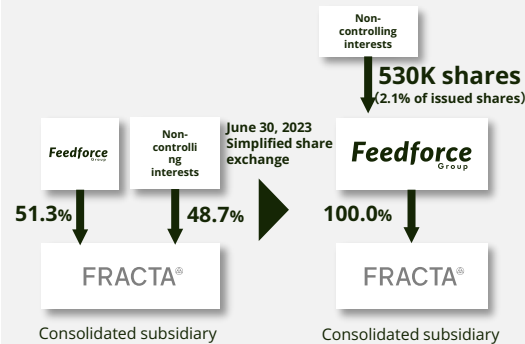 Non-
controlling
interests
530K shares
(2.1% of issued shares)
Feedforce
Group
Non-
controlli
ng
interests
June 30, 2023
Simplified share
exchange
Feedforce
Group
51.3%
48.7%
100.0%
FRACTA
FRACTA
Consolidated subsidiary
Consolidated subsidiary